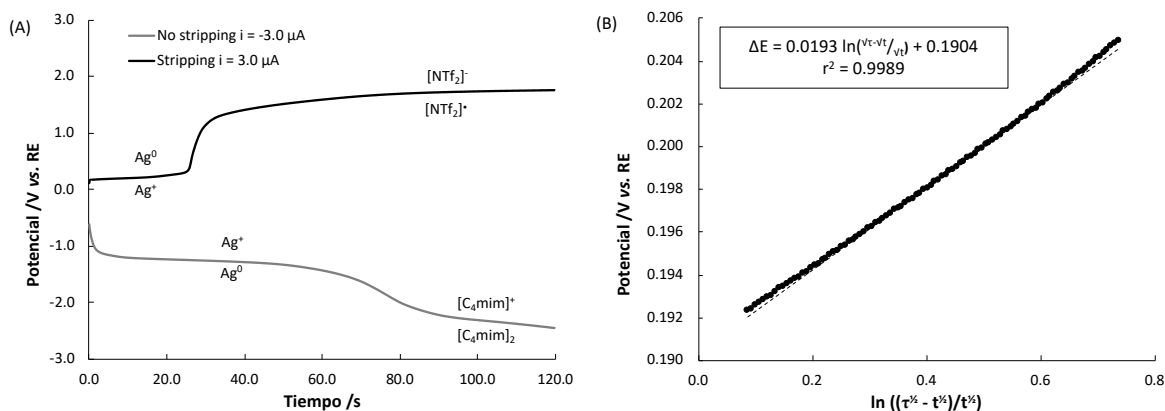 (A)
3.0
2.0
1.0
0.0
-1.0
-2.0
-3.0
Potencial /V vs. RE
No stripping i = -3.0 µA
Stripping i = 3.0 µA
[NTf₂]⁻
[NTf₂]•
Ag⁰
Ag⁺
Ag⁺
Ag⁰
[C₄mim]⁺
[C₄mim]₂
0.0 20.0 40.0 60.0 80.0 100.0 120.0
Tiempo /s
(B)
0.206
0.204
0.202
0.200
0.198
0.196
0.194
0.192
0.190
Potencial /V vs. RE
ΔE = 0.0193 ln(√τ-√t/√t) + 0.1904
r² = 0.9989
0.0 0.2 0.4 0.6 0.8
ln ((τ^½ - t^½)/t^½)